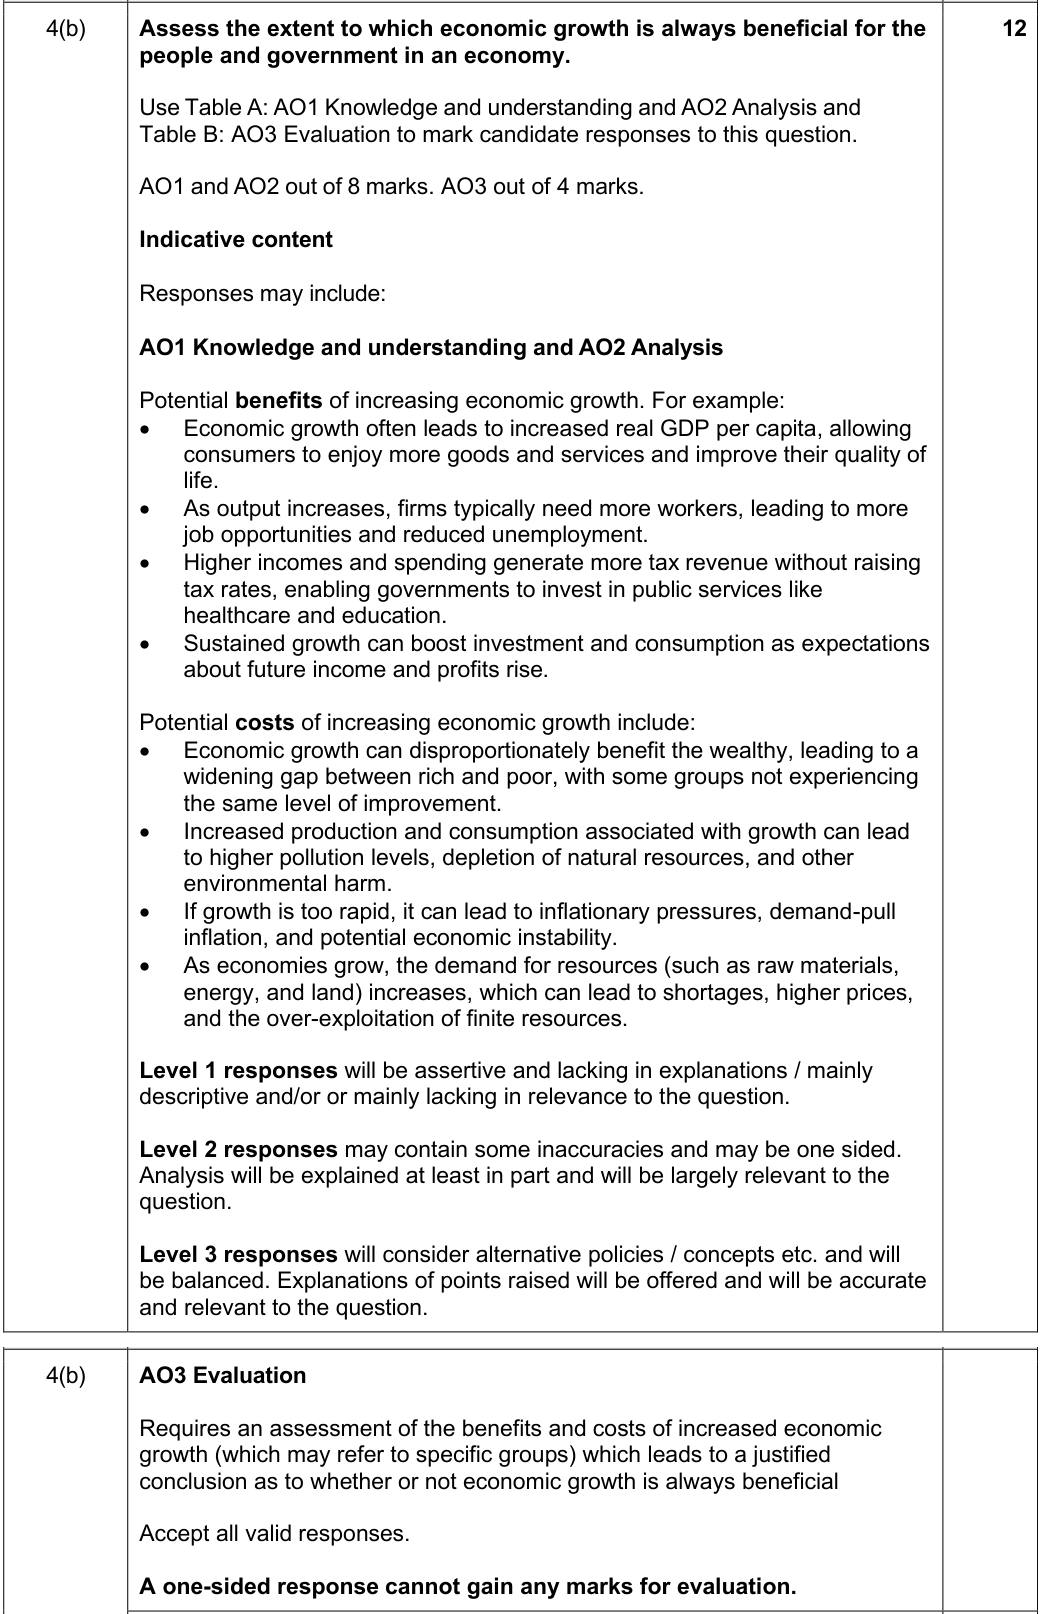 4(b)
Assess the extent to which economic growth is always beneficial for the
people and government in an economy.
12
Use Table A: AO1 Knowledge and understanding and AO2 Analysis and
Table B: AO3 Evaluation to mark candidate responses to this question.
AO1 and AO2 out of 8 marks. AO3 out of 4 marks.
Indicative content
Responses may include:
AO1 Knowledge and understanding and AO2 Analysis
Potential benefits of increasing economic growth. For example:
• Economic growth often leads to increased real GDP per capita, allowing
consumers to enjoy more goods and services and improve their quality of
life.
• As output increases, firms typically need more workers, leading to more
job opportunities and reduced unemployment.
• Higher incomes and spending generate more tax revenue without raising
tax rates, enabling governments to invest in public services like
healthcare and education.
• Sustained growth can boost investment and consumption as expectations
about future income and profits rise.
Potential costs of increasing economic growth include:
• Economic growth can disproportionately benefit the wealthy, leading to a
widening gap between rich and poor, with some groups not experiencing
the same level of improvement.
• Increased production and consumption associated with growth can lead
to higher pollution levels, depletion of natural resources, and other
environmental harm.
• If growth is too rapid, it can lead to inflationary pressures, demand-pull
inflation, and potential economic instability.
• As economies grow, the demand for resources (such as raw materials,
energy, and land) increases, which can lead to shortages, higher prices,
and the over-exploitation of finite resources.
Level 1 responses will be assertive and lacking in explanations / mainly
descriptive and/or or mainly lacking in relevance to the question.
Level 2 responses may contain some inaccuracies and may be one sided.
Analysis will be explained at least in part and will be largely relevant to the
question.
Level 3 responses will consider alternative policies / concepts etc. and will
be balanced. Explanations of points raised will be offered and will be accurate
and relevant to the question.
4(b)
AO3 Evaluation
Requires an assessment of the benefits and costs of increased economic
growth (which may refer to specific groups) which leads to a justified
conclusion as to whether or not economic growth is always beneficial
Accept all valid responses.
A one-sided response cannot gain any marks for evaluation.